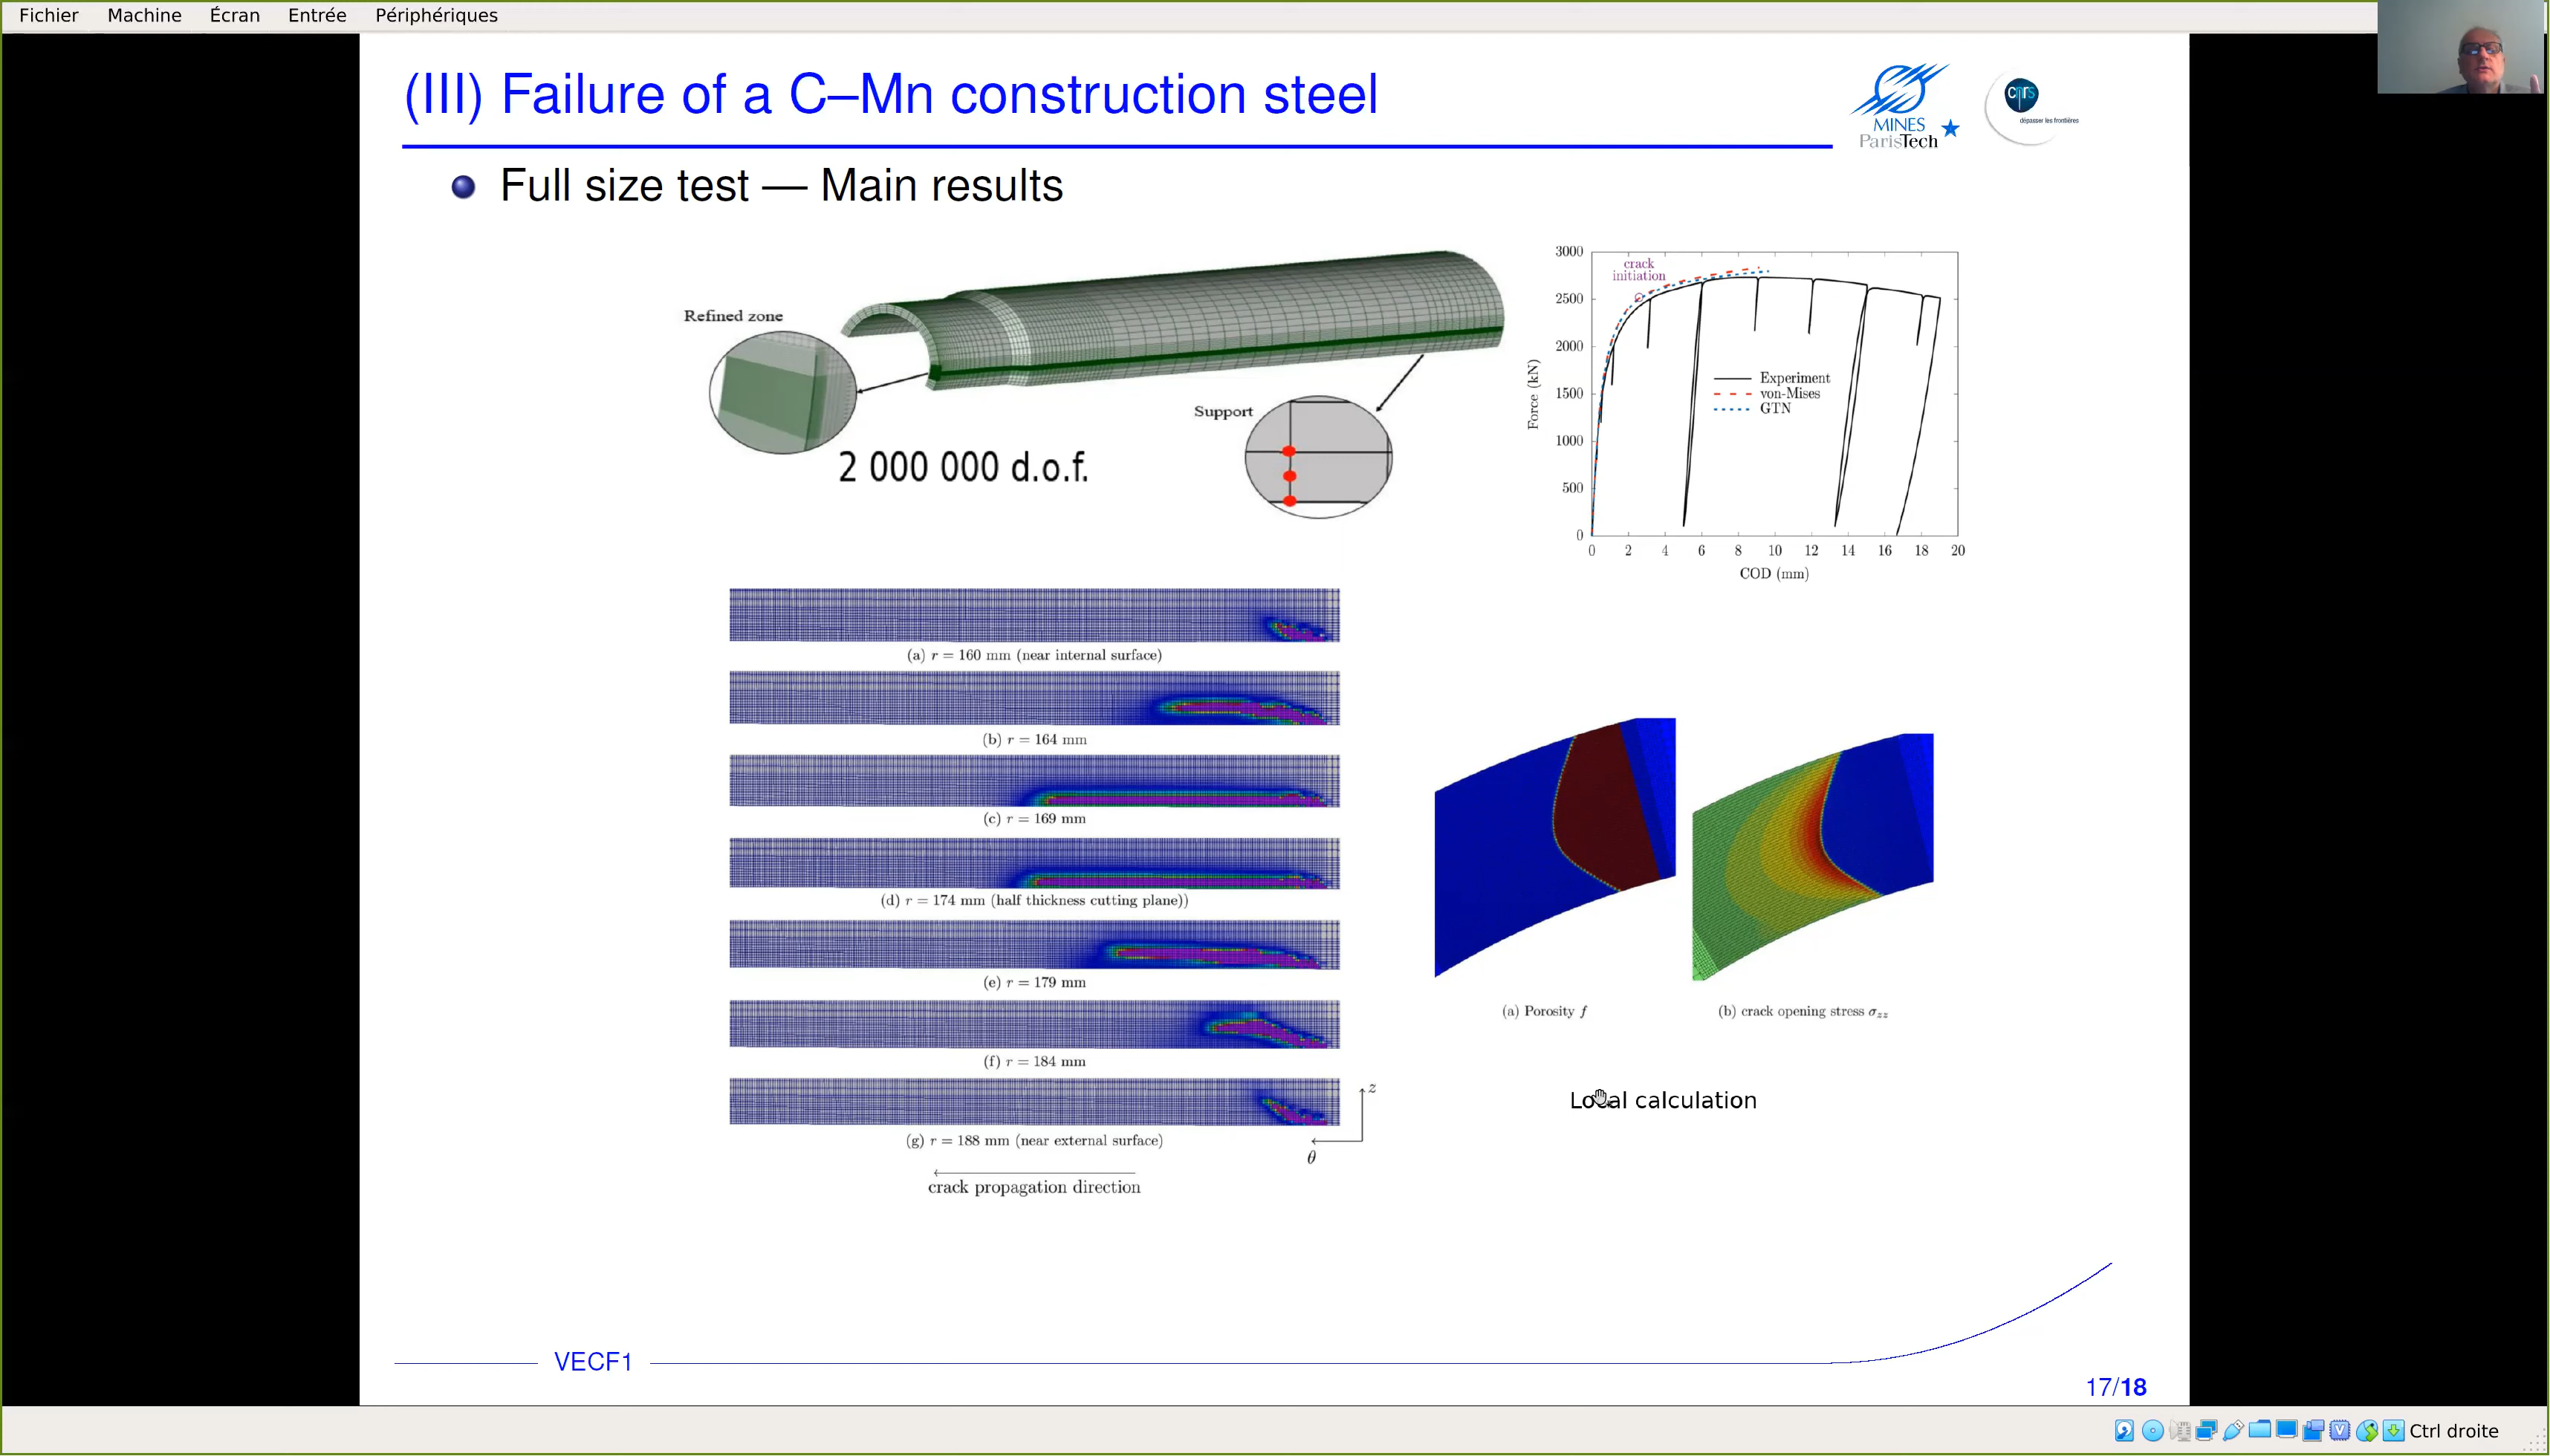 Fichier Machine Écran Entrée Périphériques
(III) Failure of a C–Mn construction steel
MINES
ParisTech
cnrs
dépasser les frontières
Full size test — Main results
Refined zone
Support
2 000 000 d.o.f.
3000
2500
2000
1500
1000
500
0
Force (kN)
crack
initiation
Experiment
von-Mises
GTN
0 2 4 6 8 10 12 14 16 18 20
COD (mm)
(a) r = 160 mm (near internal surface)
(b) r = 164 mm
(c) r = 169 mm
(d) r = 174 mm (half thickness cutting plane))
(e) r = 179 mm
(f) r = 184 mm
(g) r = 188 mm (near external surface)
z
θ
crack propagation direction
(a) Porosity f
(b) crack opening stress σzz
Local calculation
VECF1
17/18
Ctrl droite